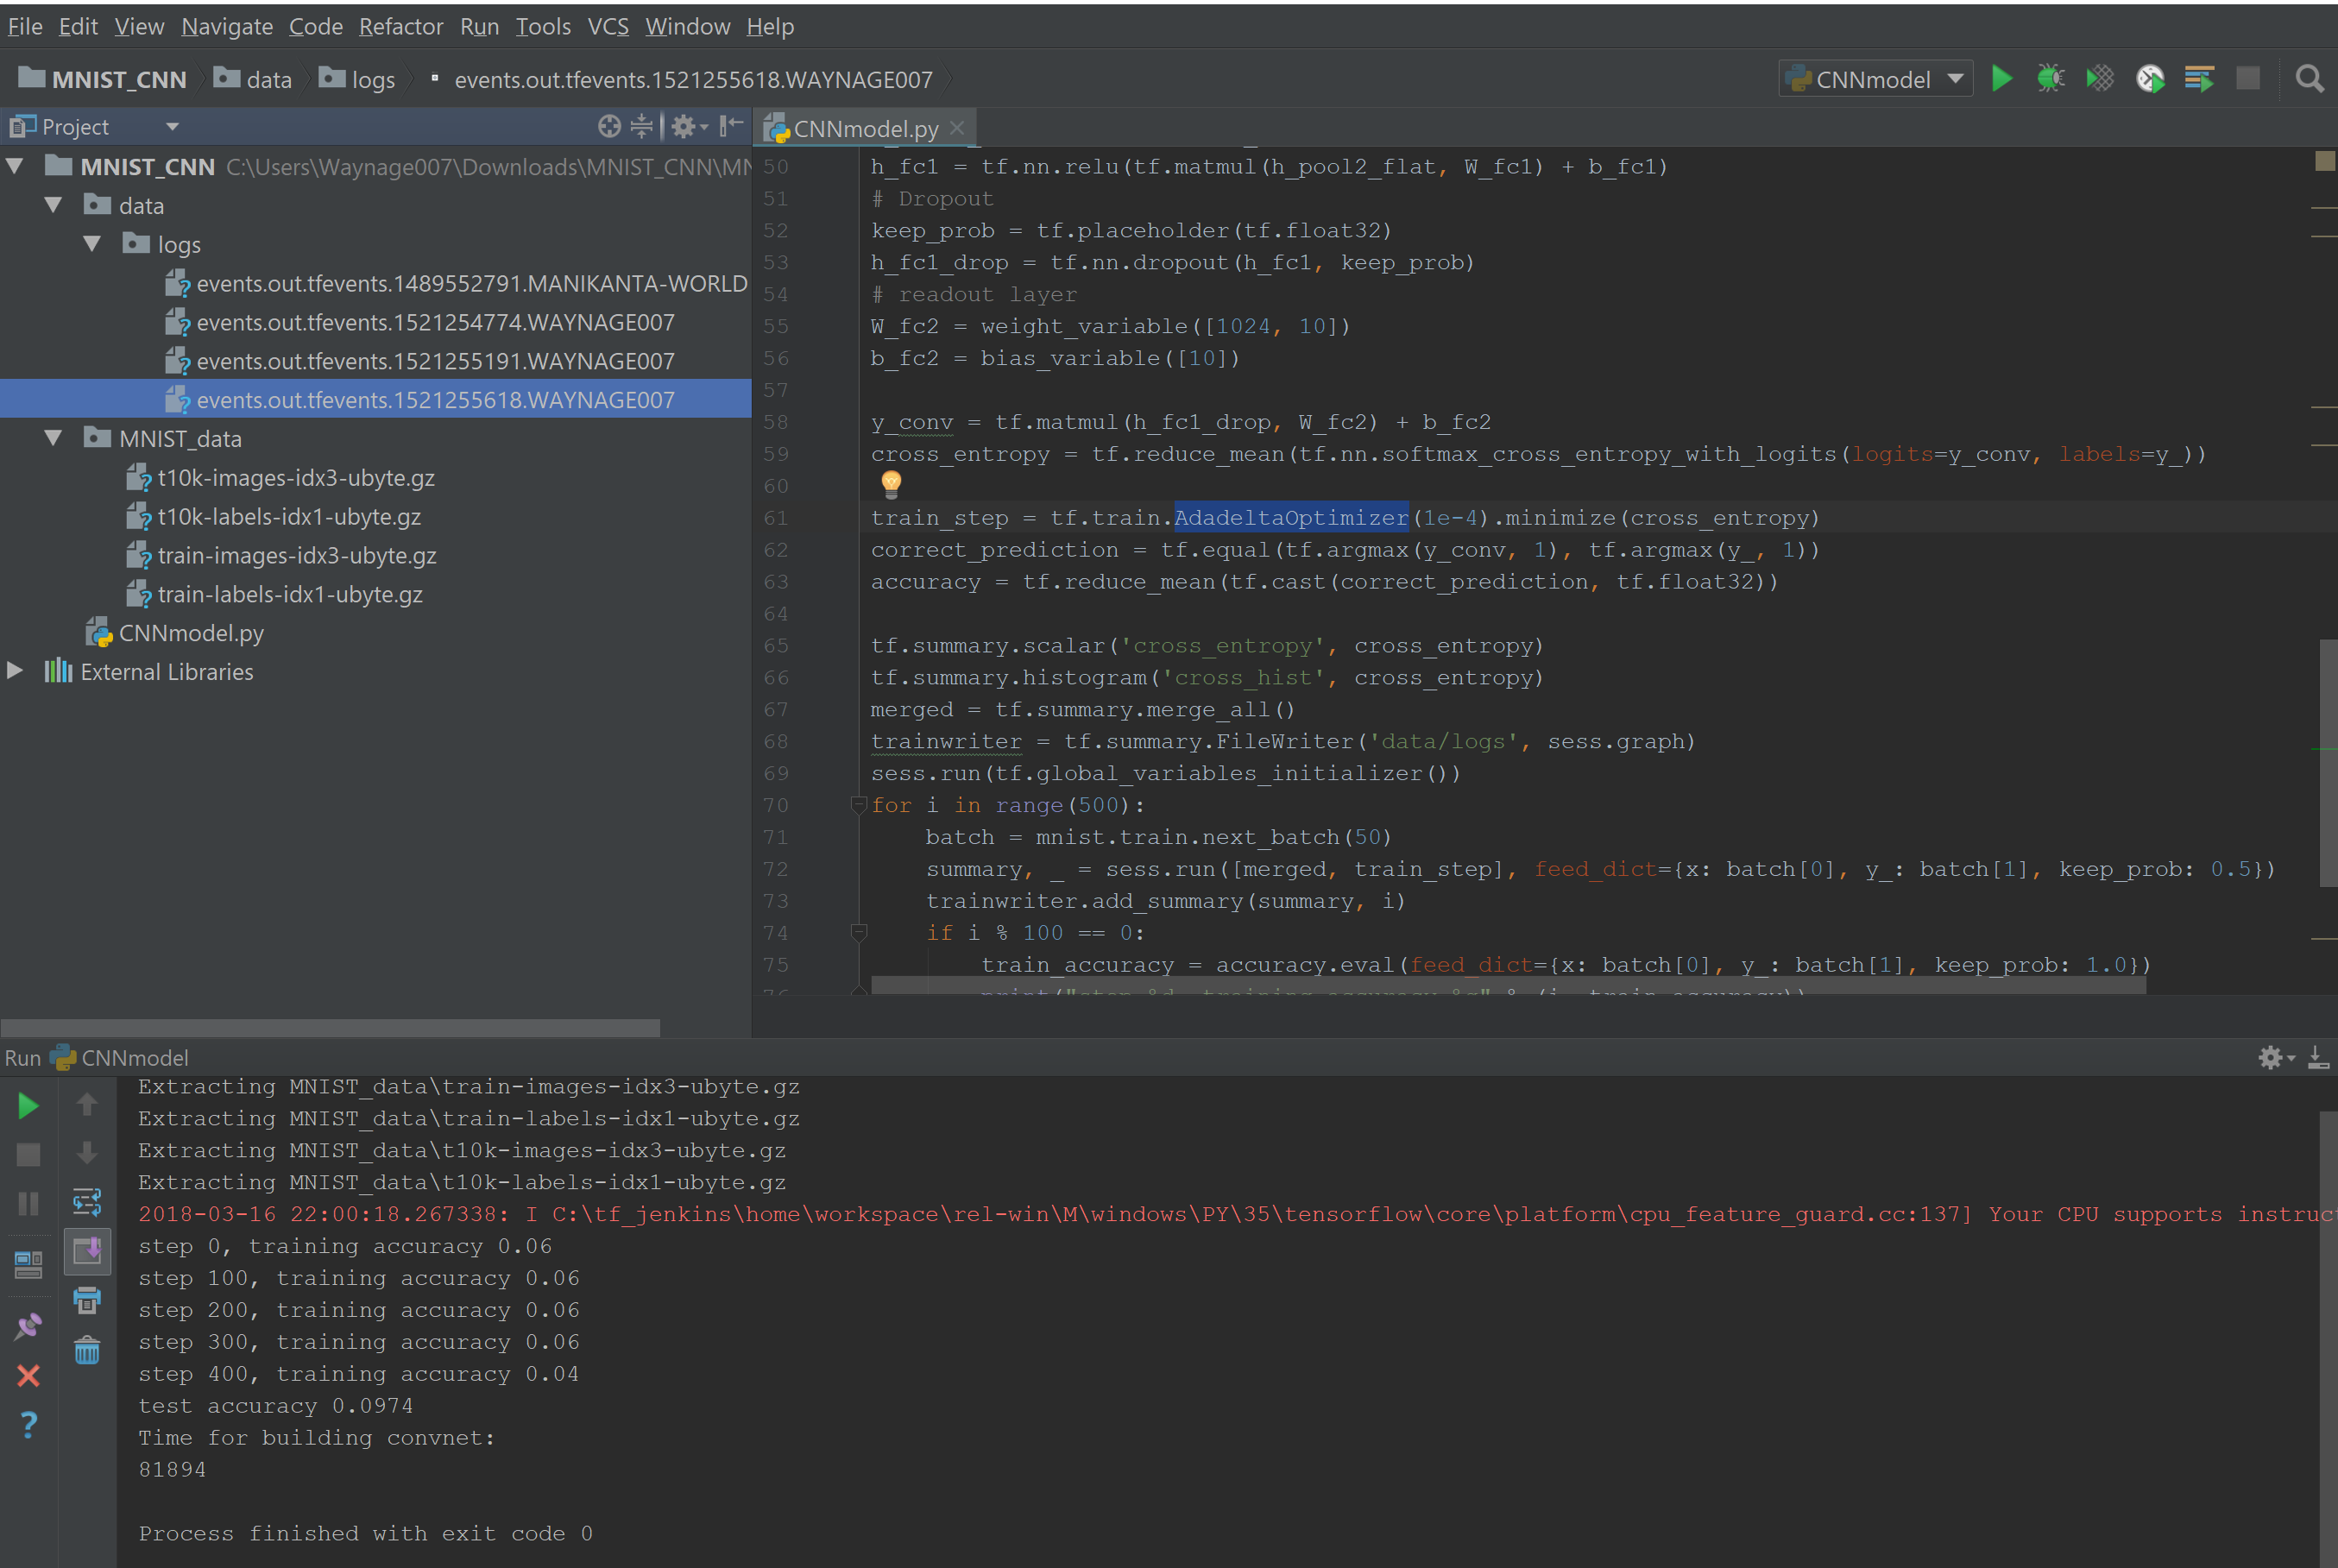 File Edit View Navigate Code Refactor Run Tools VCS Window Help
MNIST_CNN data logs events.out.tfevents.1521255618.WAYNAGE007 CNNmodel
Project
MNIST_CNN C:\Users\Waynage007\Downloads\MNIST_CNN\MN
data
logs
events.out.tfevents.1489552791.MANIKANTA-WORLD
events.out.tfevents.1521254774.WAYNAGE007
events.out.tfevents.1521255191.WAYNAGE007
events.out.tfevents.1521255618.WAYNAGE007
MNIST_data
t10k-images-idx3-ubyte.gz
t10k-labels-idx1-ubyte.gz
train-images-idx3-ubyte.gz
train-labels-idx1-ubyte.gz
CNNmodel.py
External Libraries
CNNmodel.py
50 h_fc1 = tf.nn.relu(tf.matmul(h_pool2_flat, W_fc1) + b_fc1)
51 # Dropout
52 keep_prob = tf.placeholder(tf.float32)
53 h_fc1_drop = tf.nn.dropout(h_fc1, keep_prob)
54 # readout layer
55 W_fc2 = weight_variable([1024, 10])
56 b_fc2 = bias_variable([10])
57
58 y_conv = tf.matmul(h_fc1_drop, W_fc2) + b_fc2
59 cross_entropy = tf.reduce_mean(tf.nn.softmax_cross_entropy_with_logits(logits=y_conv, labels=y_))
60
61 train_step = tf.train.AdadeltaOptimizer(1e-4).minimize(cross_entropy)
62 correct_prediction = tf.equal(tf.argmax(y_conv, 1), tf.argmax(y_, 1))
63 accuracy = tf.reduce_mean(tf.cast(correct_prediction, tf.float32))
64
65 tf.summary.scalar('cross_entropy', cross_entropy)
66 tf.summary.histogram('cross_hist', cross_entropy)
67 merged = tf.summary.merge_all()
68 trainwriter = tf.summary.FileWriter('data/logs', sess.graph)
69 sess.run(tf.global_variables_initializer())
70 for i in range(500):
71 batch = mnist.train.next_batch(50)
72 summary, _ = sess.run([merged, train_step], feed_dict={x: batch[0], y_: batch[1], keep_prob: 0.5})
73 trainwriter.add_summary(summary, i)
74 if i % 100 == 0:
75 train_accuracy = accuracy.eval(feed_dict={x: batch[0], y_: batch[1], keep_prob: 1.0})
Run CNNmodel
Extracting MNIST_data\train-images-idx3-ubyte.gz
Extracting MNIST_data\train-labels-idx1-ubyte.gz
Extracting MNIST_data\t10k-images-idx3-ubyte.gz
Extracting MNIST_data\t10k-labels-idx1-ubyte.gz
2018-03-16 22:00:18.267338: I C:\tf_jenkins\home\workspace\rel-win\M\windows\PY\35\tensorflow\core\platform\cpu_feature_guard.cc:137] Your CPU supports instruct
step 0, training accuracy 0.06
step 100, training accuracy 0.06
step 200, training accuracy 0.06
step 300, training accuracy 0.06
step 400, training accuracy 0.04
test accuracy 0.0974
Time for building convnet:
81894
Process finished with exit code 0